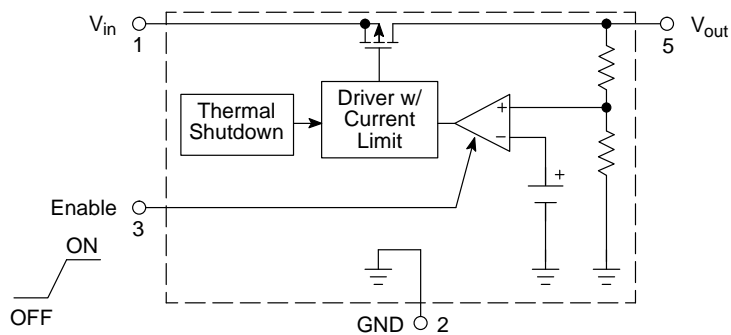 Vin
1
5
Vout
Thermal
Shutdown
Driver w/
Current
Limit
+
−
+
Enable
3
ON
OFF
GND
2